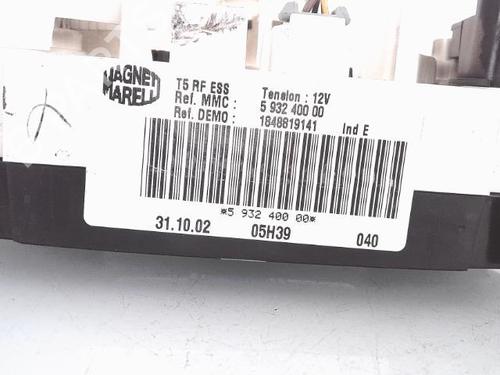 MAGNETI
MARELLI
T5 RF ESS
Tension : 12V
Ref. MMC :
5 932 400 00
Ref. DEMO :
1846619141
Ind E
*5 932 400 00*
31.10.02
05H39
040